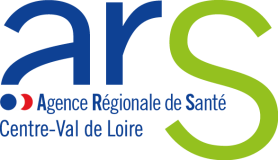 ars
Agence Régionale de Santé
Centre-Val de Loire